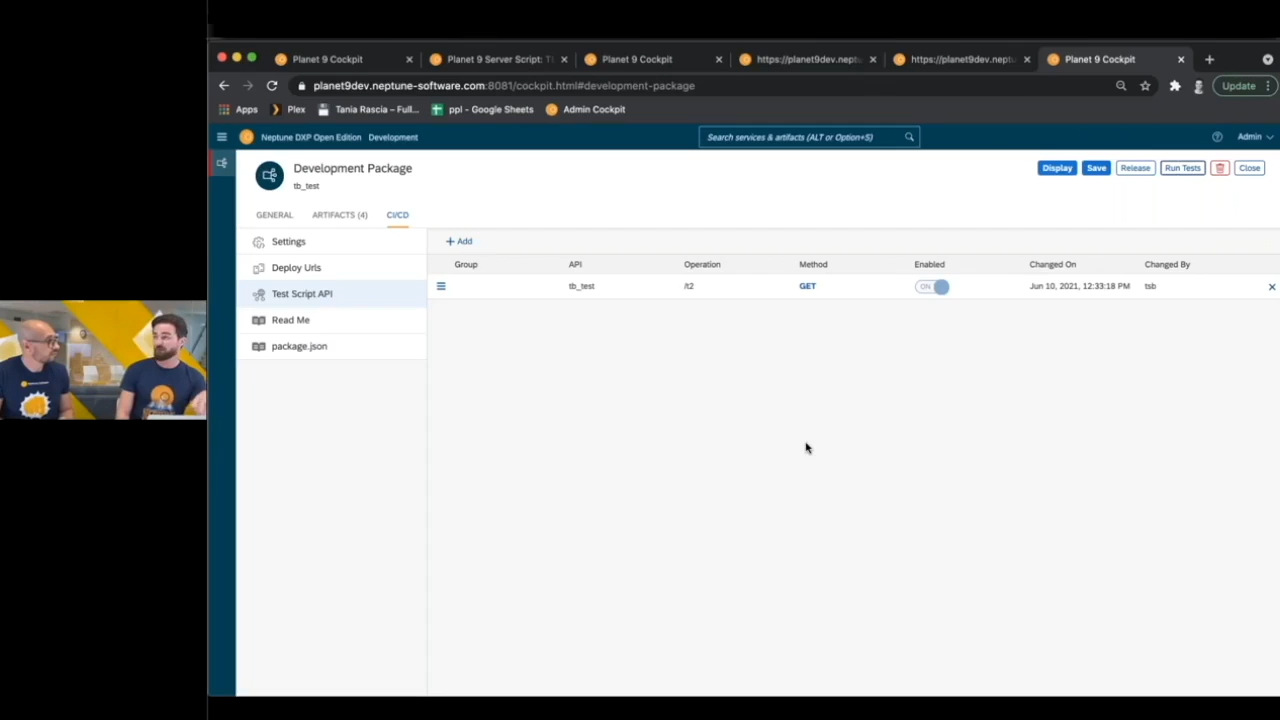 Planet 9 Cockpit
Planet 9 Server Script: T
Planet 9 Cockpit
https://planet9dev.neptu
https://planet9dev.neptu
Planet 9 Cockpit
planet9dev.neptune-software.com:8081/cockpit.html#development-package
Update
Apps
Plex
Tania Rascia – Full...
ppl - Google Sheets
Admin Cockpit
Neptune DXP Open Edition Development
Search services & artifacts (ALT or Option+S)
Admin
Development Package
tb_test
Display
Save
Release
Run Tests
Close
GENERAL
ARTIFACTS (4)
CI/CD
Settings
Deploy Urls
Test Script API
Read Me
package.json
+ Add
Group API Operation Method Enabled Changed On Changed By
tb_test /t2 GET ON Jun 10, 2021, 12:33:18 PM tsb